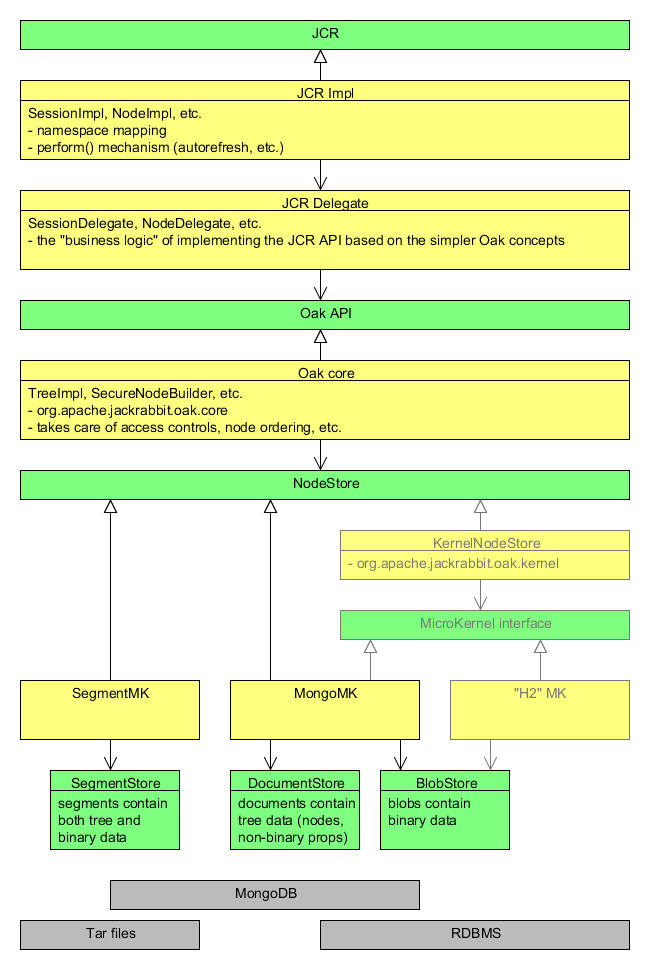 JCR
JCR Impl
SessionImpl, NodeImpl, etc.
- namespace mapping
- perform() mechanism (autorefresh, etc.)
JCR Delegate
SessionDelegate, NodeDelegate, etc.
- the "business logic" of implementing the JCR API based on the simpler Oak concepts
Oak API
Oak core
TreeImpl, SecureNodeBuilder, etc.
- org.apache.jackrabbit.oak.core
- takes care of access controls, node ordering, etc.
NodeStore
KernelNodeStore
- org.apache.jackrabbit.oak.kernel
MicroKernel interface
SegmentMK
MongoMK
"H2" MK
SegmentStore
segments contain
both tree and
binary data
DocumentStore
documents contain
tree data (nodes,
non-binary props)
BlobStore
blobs contain
binary data
MongoDB
Tar files
RDBMS